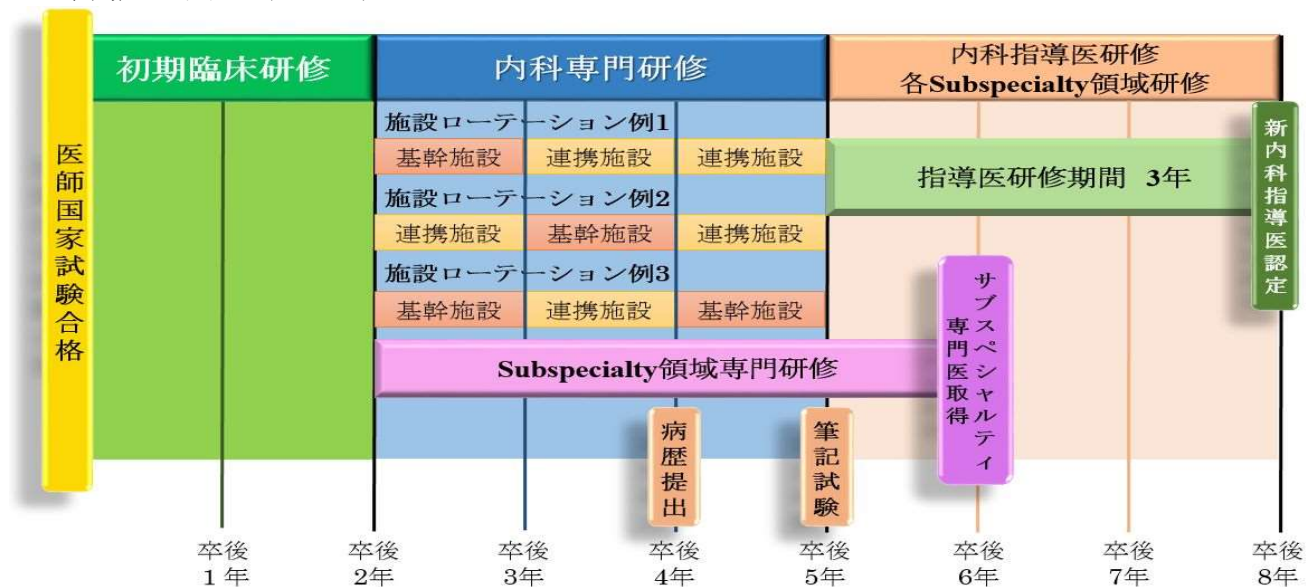 医師国家試験合格
初期臨床研修
内科専門研修
内科指導医研修
各Subspecialty領域研修
施設ローテーション例1
基幹施設 連携施設 連携施設
施設ローテーション例2
連携施設 基幹施設 連携施設
施設ローテーション例3
基幹施設 連携施設 基幹施設
指導医研修期間 3年
新内科指導医認定
Subspecialty領域専門研修
サブスペシャルティ
専門医取得
病歴提出
筆記試験
卒後 卒後 卒後 卒後 卒後 卒後 卒後 卒後
1年 2年 3年 4年 5年 6年 7年 8年